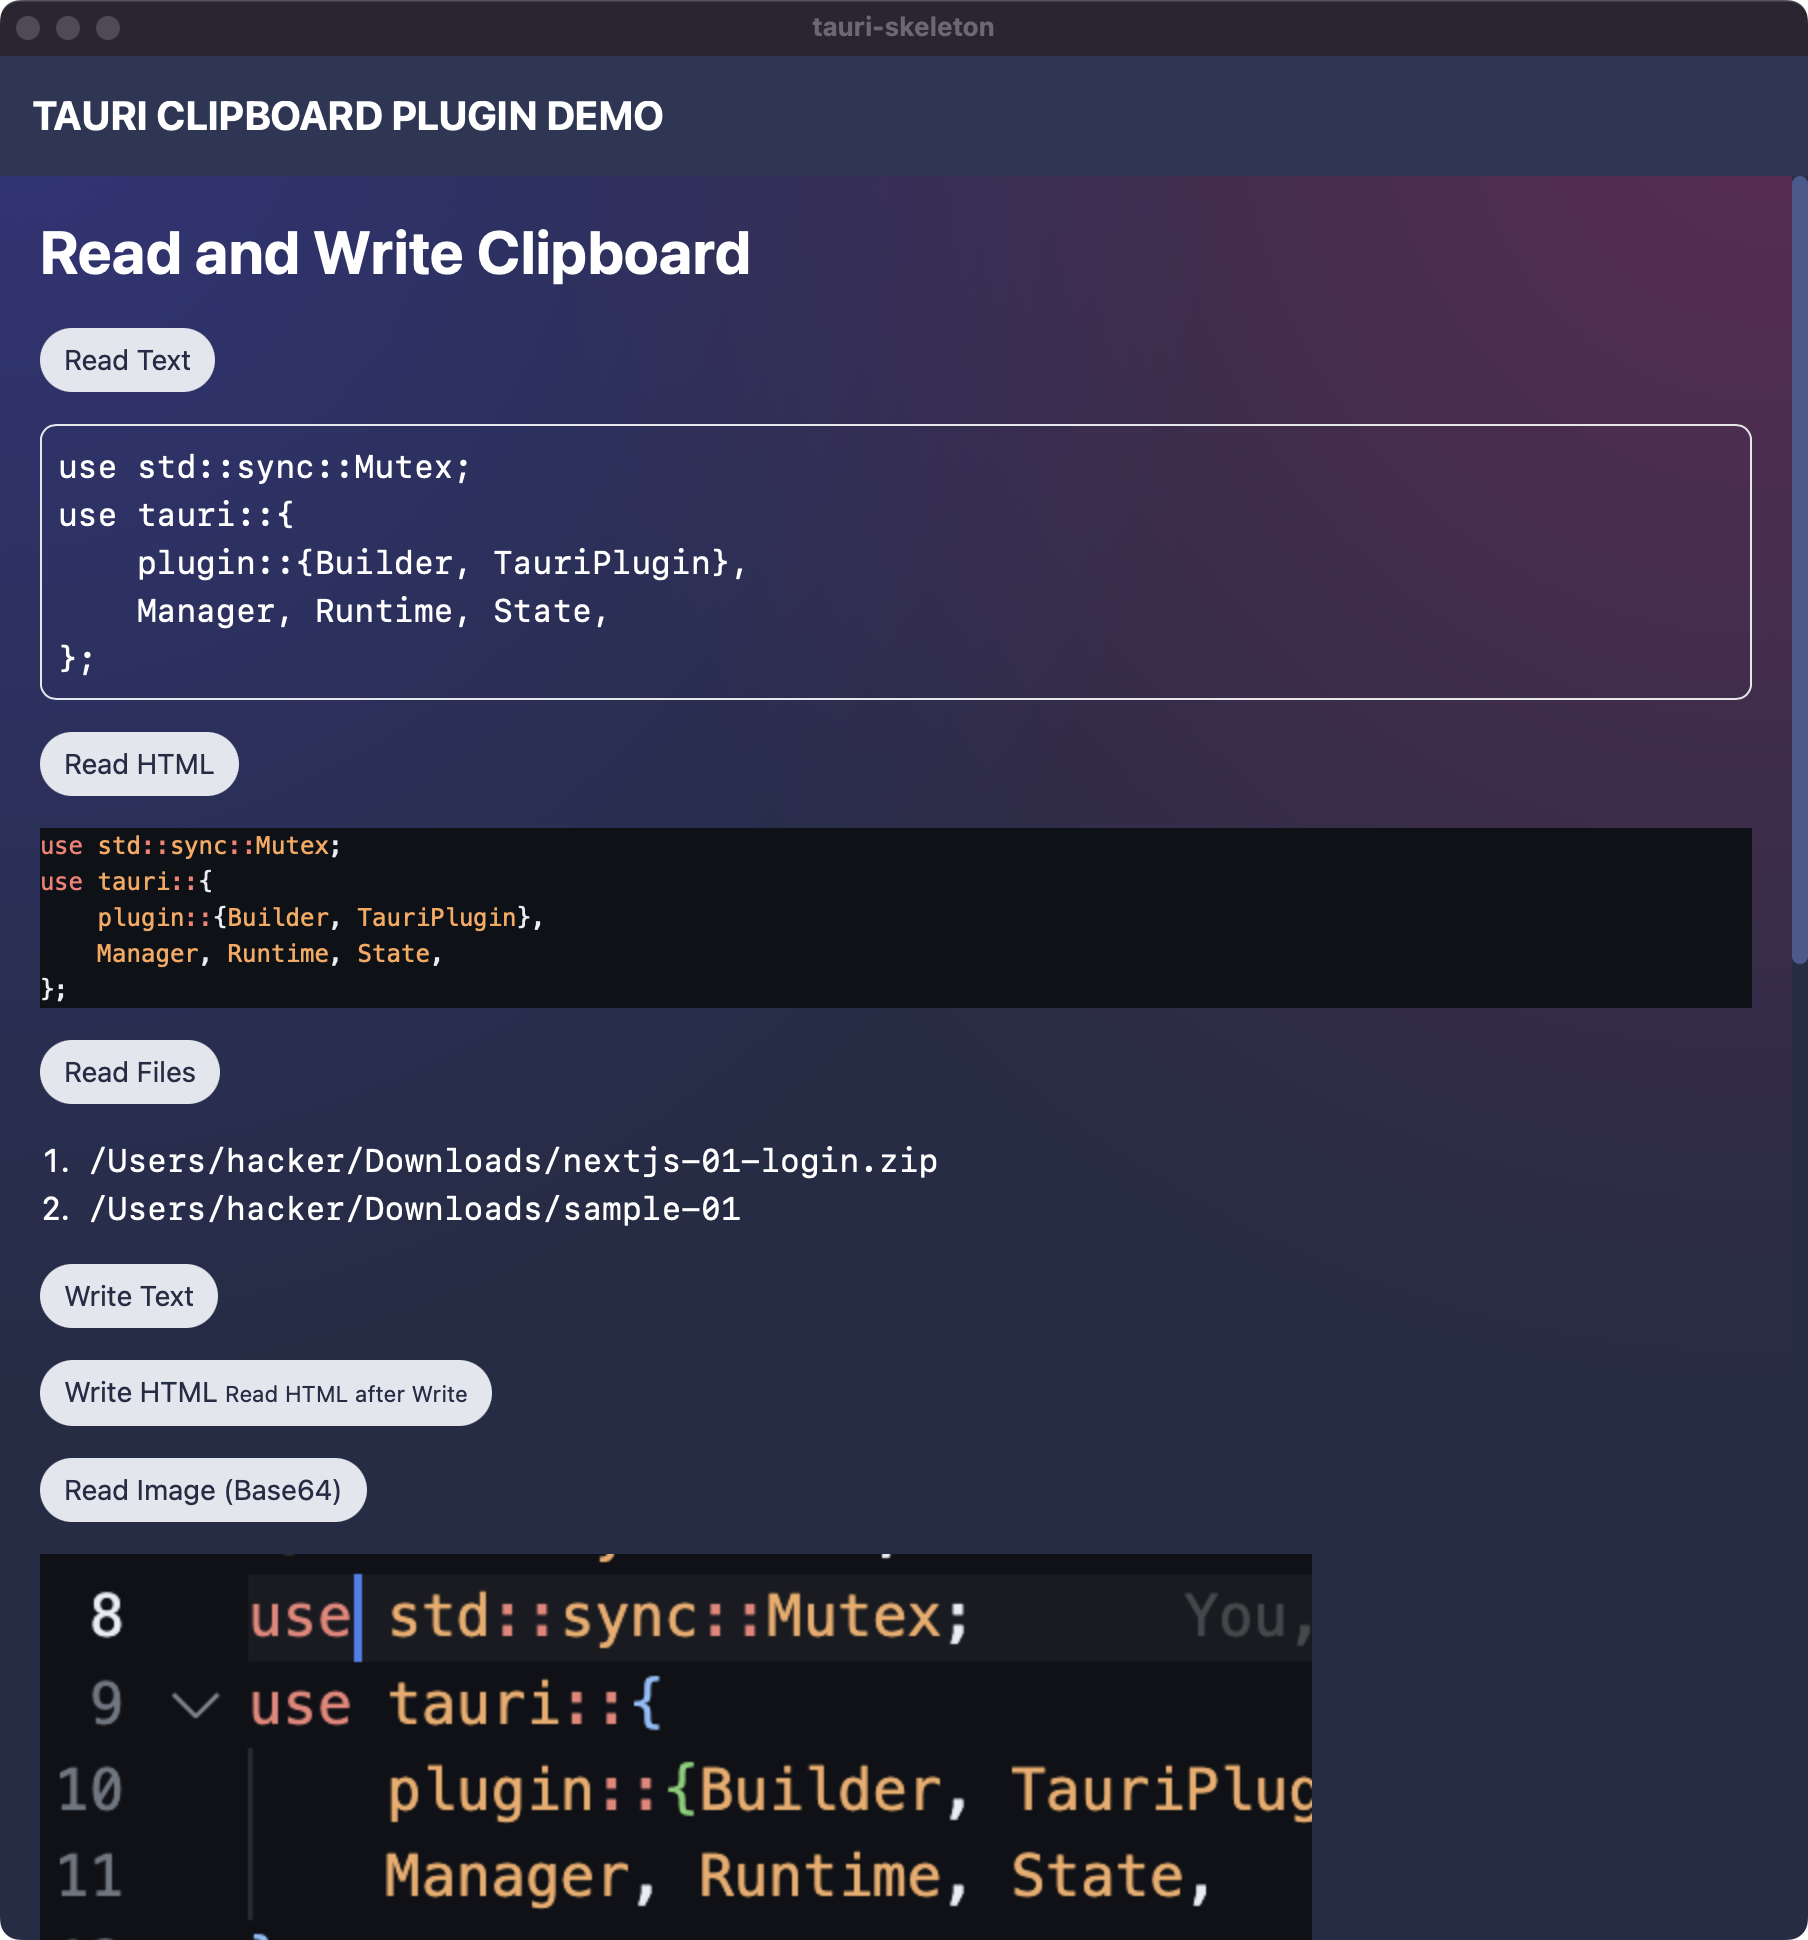 tauri-skeleton
TAURI CLIPBOARD PLUGIN DEMO
Read and Write Clipboard
Read Text
use std::sync::Mutex;
use tauri::{
    plugin::{Builder, TauriPlugin},
    Manager, Runtime, State,
};
Read HTML
use std::sync::Mutex;
use tauri::{
    plugin::{Builder, TauriPlugin},
    Manager, Runtime, State,
};
Read Files
1. /Users/hacker/Downloads/nextjs-01-login.zip
2. /Users/hacker/Downloads/sample-01
Write Text
Write HTML Read HTML after Write
Read Image (Base64)
8 use std::sync::Mutex; You,
9 use tauri::{
10     plugin::{Builder, TauriPlug
11     Manager, Runtime, State,